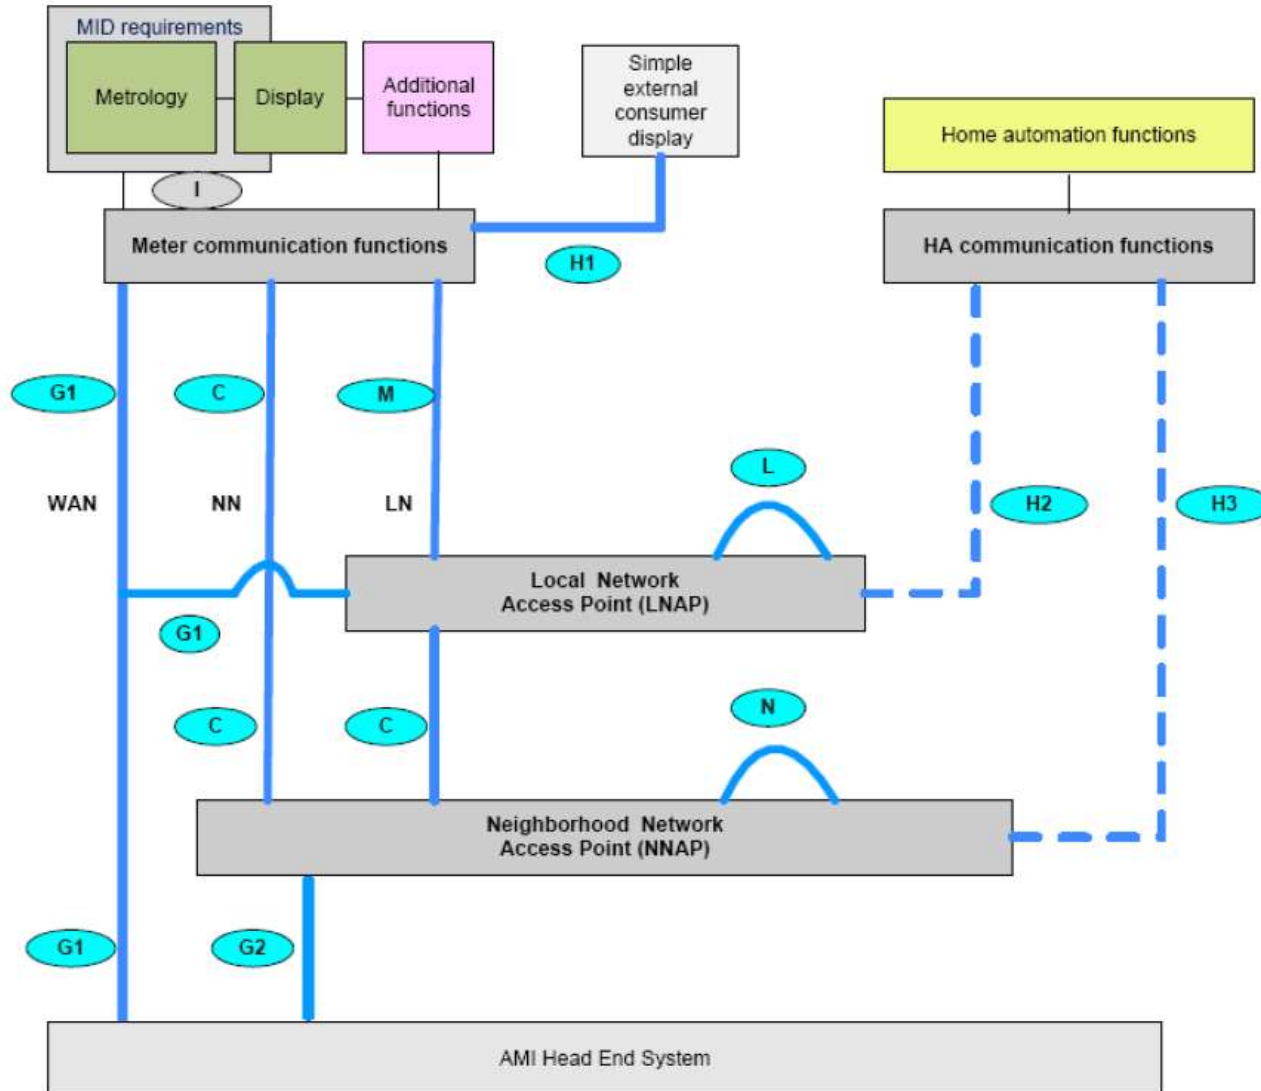 MID requirements
Metrology
Display
Additional
functions
Simple
external
consumer
display
Home automation functions
I
Meter communication functions
H1
HA communication functions
G1
C
M
L
WAN
NN
LN
H2
H3
Local Network
Access Point (LNAP)
G1
C
C
N
Neighborhood Network
Access Point (NNAP)
G1
G2
AMI Head End System